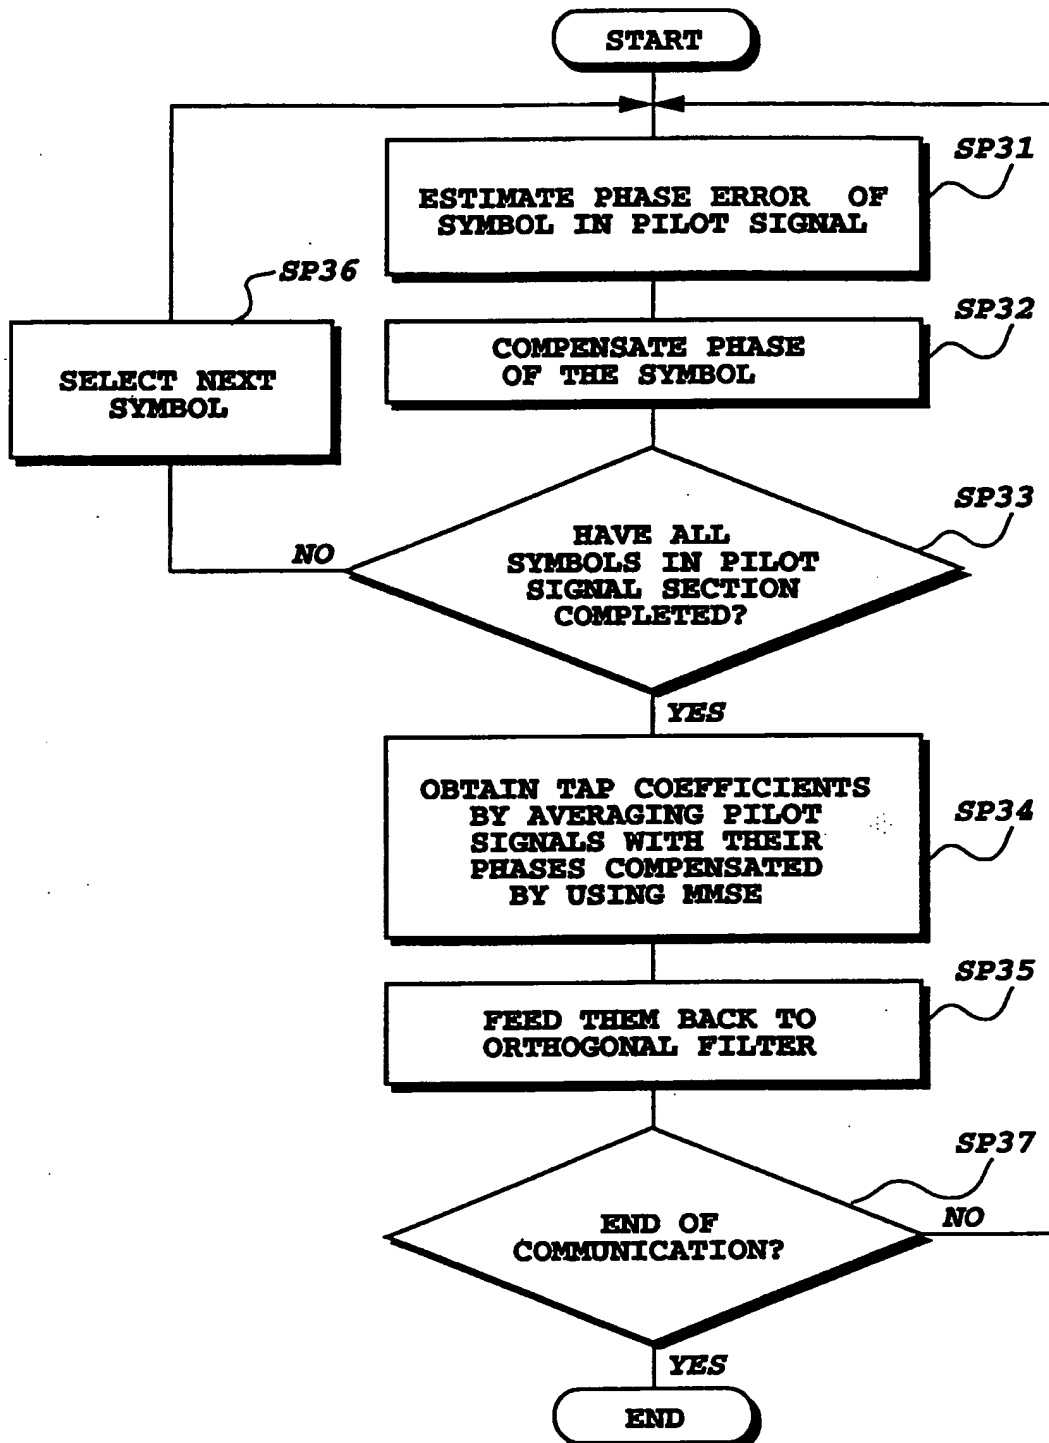 START
SP31
ESTIMATE PHASE ERROR OF
SYMBOL IN PILOT SIGNAL
SP36
SELECT NEXT
SYMBOL
SP32
COMPENSATE PHASE
OF THE SYMBOL
SP33
HAVE ALL
SYMBOLS IN PILOT
SIGNAL SECTION
COMPLETED?
NO
YES
OBTAIN TAP COEFFICIENTS
BY AVERAGING PILOT
SIGNALS WITH THEIR
PHASES COMPENSATED
BY USING MMSE
SP34
SP35
FEED THEM BACK TO
ORTHOGONAL FILTER
SP37
END OF
COMMUNICATION?
NO
YES
END